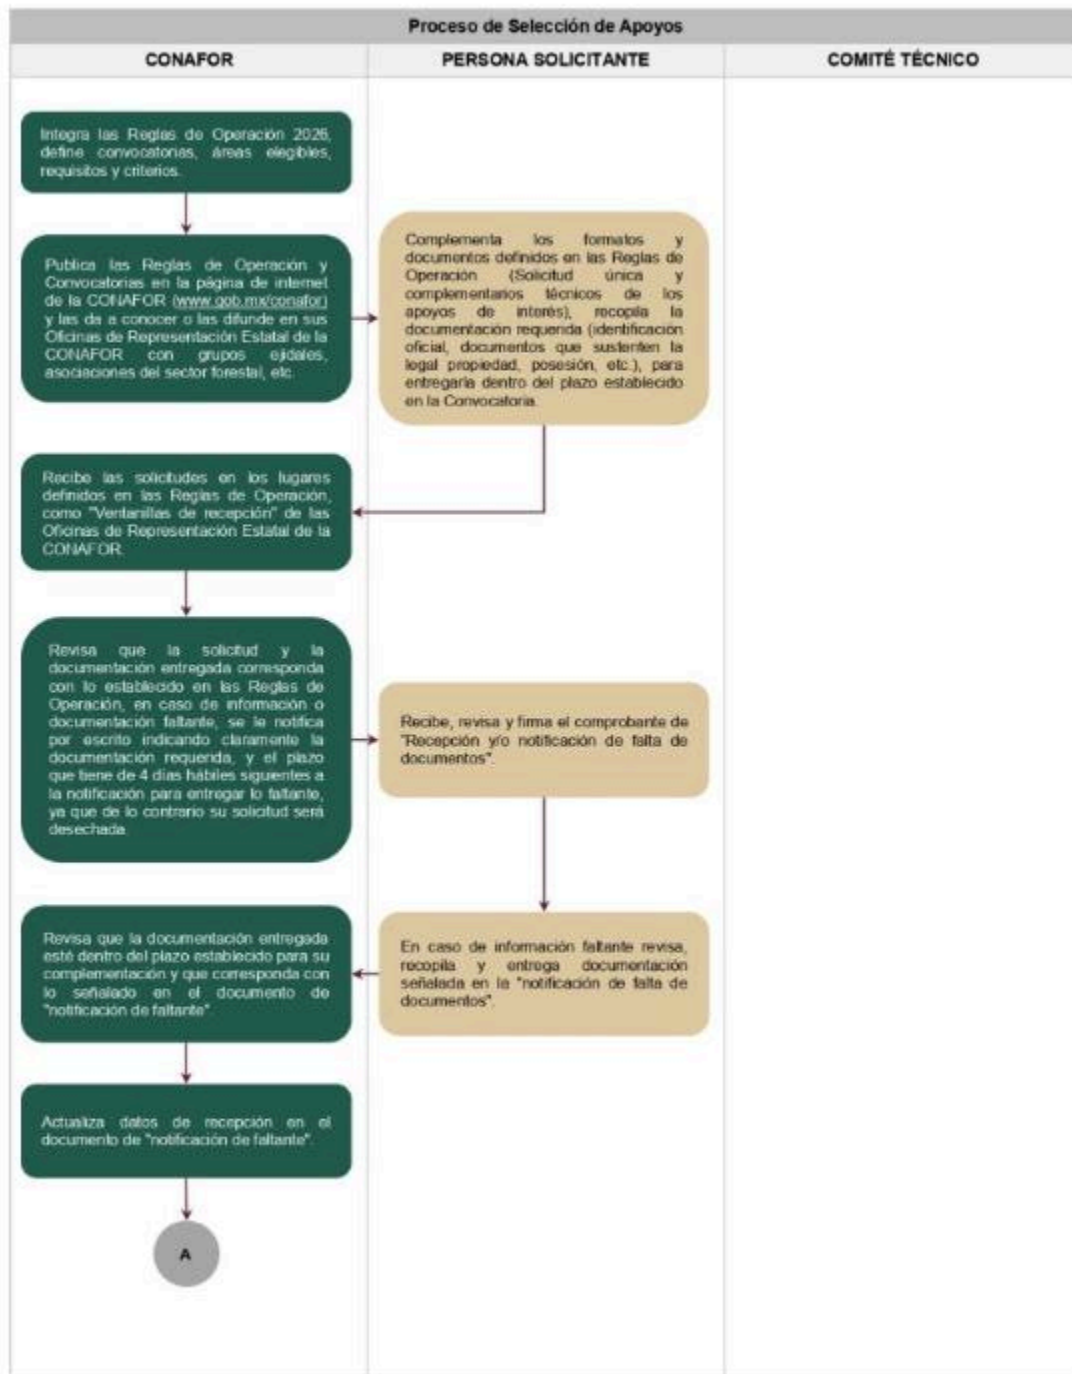 Proceso de Selección de Apoyos
CONAFOR
PERSONA SOLICITANTE
COMITÉ TÉCNICO
Integra las Reglas de Operación 2026,
define convocatorias, áreas elegibles,
requisitos y criterios.
Publica las Reglas de Operación y
Convocatorias en la página de internet
de la CONAFOR (www.gob.mx/conafor)
y las da a conocer o las difunde en sus
Oficinas de Representación Estatal de la
CONAFOR con grupos ejidales,
asociaciones del sector forestal, etc.
Complementa los formatos y
documentos definidos en las Reglas de
Operación (Solicitud única y
complementarios técnicos de los
apoyos de interés), recopila la
documentación requerida (identificación
oficial, documentos que sustenten la
legal propiedad, posesión, etc.), para
entregarla dentro del plazo establecido
en la Convocatoria.
Recibe las solicitudes en los lugares
definidos en las Reglas de Operación,
como "Ventanillas de recepción" de las
Oficinas de Representación Estatal de la
CONAFOR.
Revisa que la solicitud y la
documentación entregada corresponda
con lo establecido en las Reglas de
Operación, en caso de información o
documentación faltante, se le notifica
por escrito indicando claramente la
documentación requerida, y el plazo
que tiene de 4 días hábiles siguientes a
la notificación para entregar lo faltante,
ya que de lo contrario su solicitud será
desechada.
Recibe, revisa y firma el comprobante de
"Recepción y/o notificación de falta de
documentos".
Revisa que la documentación entregada
esté dentro del plazo establecido para su
complementación y que corresponda con
lo señalado en el documento de
"notificación de faltante".
En caso de información faltante revisa,
recopila y entrega documentación
señalada en la "notificación de falta de
documentos".
Actualiza datos de recepción en el
documento de "notificación de faltante".
A